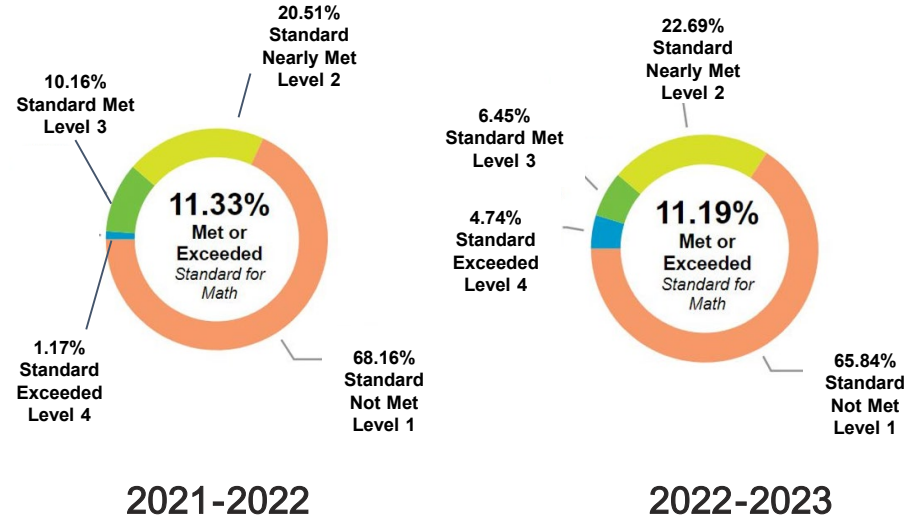 20.51%
Standard
Nearly Met
Level 2
10.16%
Standard Met
Level 3
11.33%
Met or
Exceeded
Standard for
Math
1.17%
Standard
Exceeded
Level 4
68.16%
Standard
Not Met
Level 1
2021-2022
22.69%
Standard
Nearly Met
Level 2
6.45%
Standard Met
Level 3
4.74%
Standard
Exceeded
Level 4
11.19%
Met or
Exceeded
Standard for
Math
65.84%
Standard
Not Met
Level 1
2022-2023